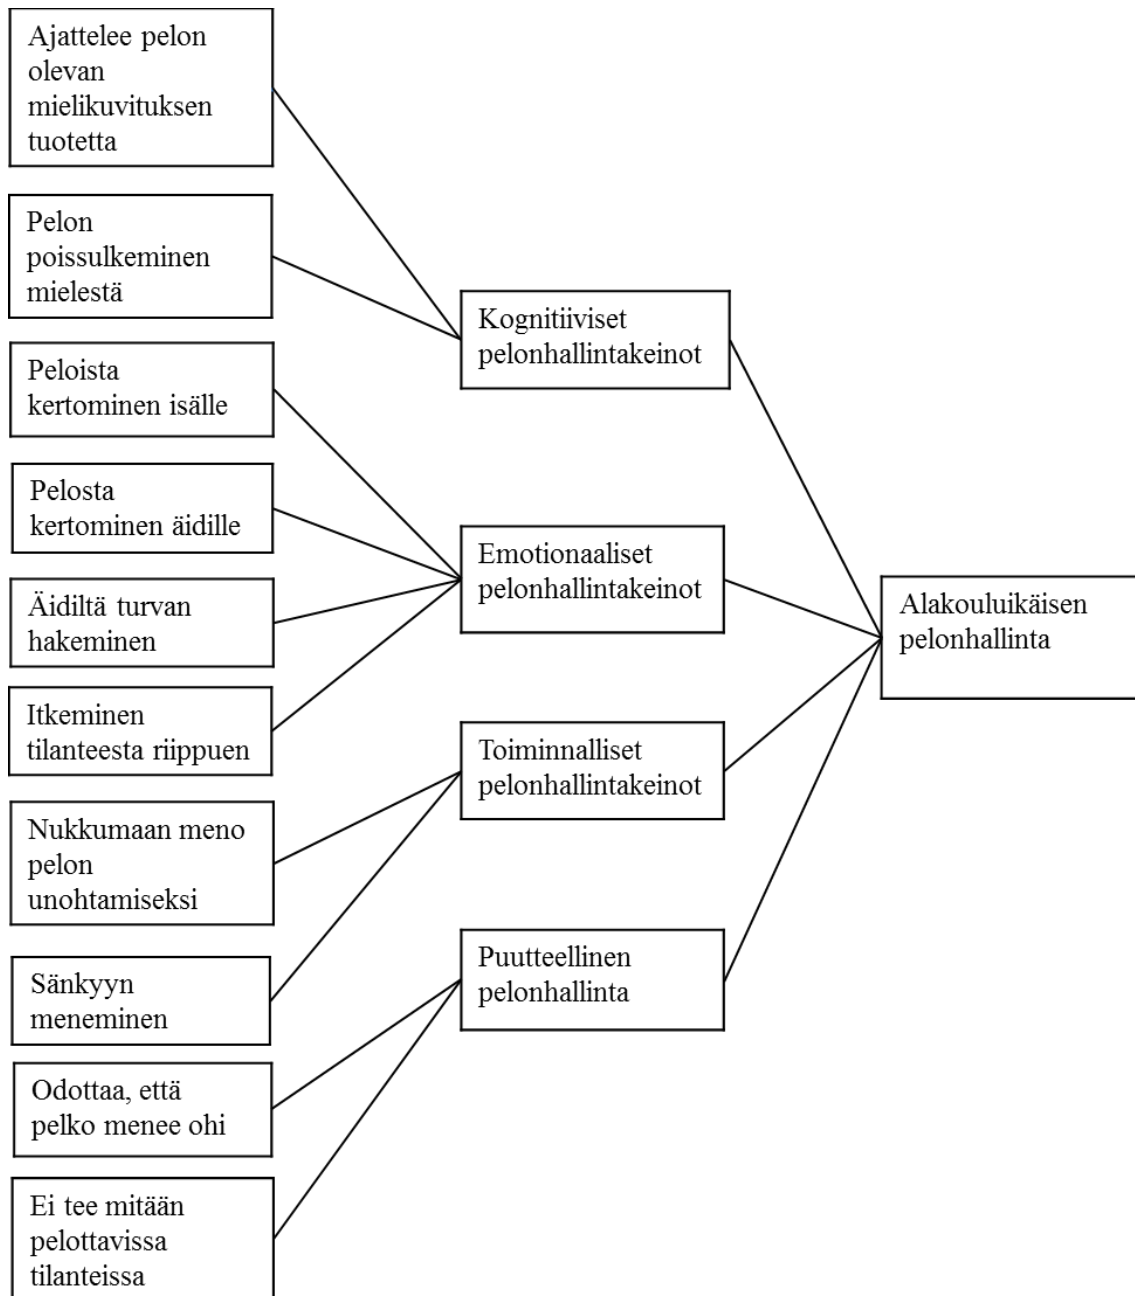 Ajattelee pelon
olevan
mielikuvituksen
tuotetta
Pelon
poissulkeminen
mielestä
Peloista
kertominen isälle
Pelosta
kertominen äidille
Äidiltä turvan
hakeminen
Itkeminen
tilanteesta riippuen
Nukkumaan meno
pelon
unohtamiseksi
Sänkyyn
meneminen
Odottaa, että
pelko menee ohi
Ei tee mitään
pelottavissa
tilanteissa
Kognitiiviset
pelonhallintakeinot
Emotionaaliset
pelonhallintakeinot
Toiminnalliset
pelonhallintakeinot
Puutteellinen
pelonhallinta
Alakouluikäisen
pelonhallinta